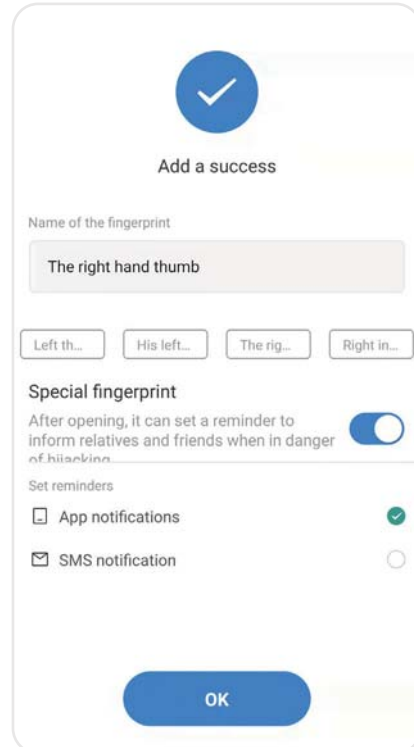 Add a success
Name of the fingerprint
The right hand thumb
Left th...
His left...
The rig...
Right in...
Special fingerprint
After opening, it can set a reminder to
inform relatives and friends when in danger
of hijacking
Set reminders
App notifications
SMS notification
OK